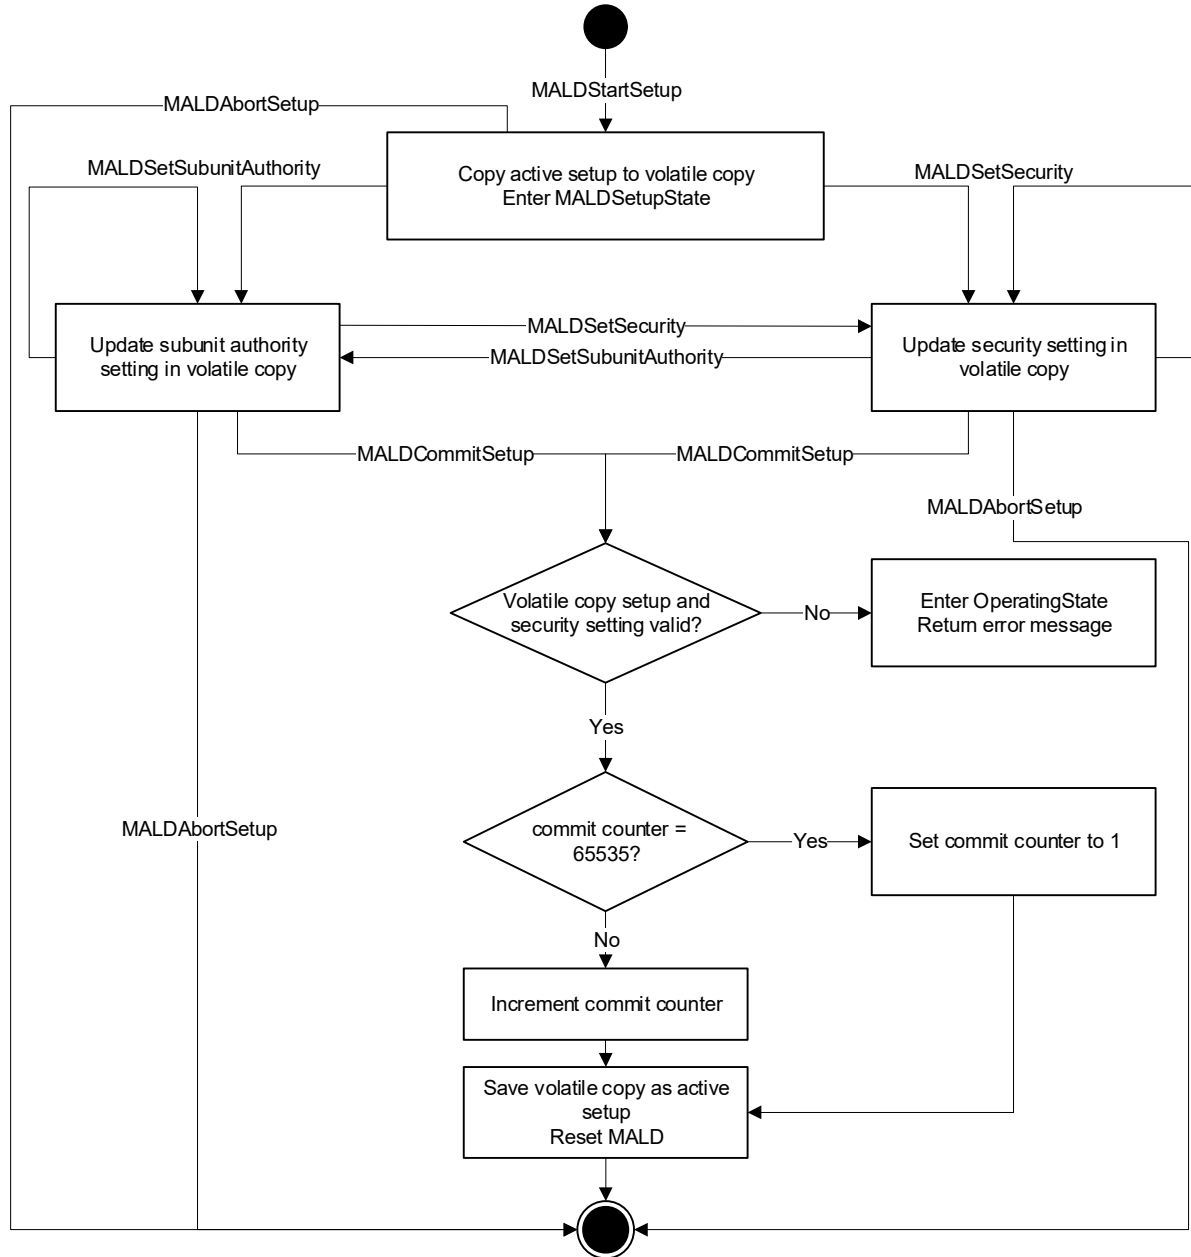 MALDStartSetup
MALDAbortSetup
MALDSetSubunitAuthority
Copy active setup to volatile copy
Enter MALDSetupState
MALDSetSecurity
Update subunit authority
setting in volatile copy
MALDSetSecurity
MALDSetSubunitAuthority
Update security setting in
volatile copy
MALDCommitSetup
MALDCommitSetup
MALDAbortSetup
Volatile copy setup and
security setting valid?
No
Enter OperatingState
Return error message
Yes
MALDAbortSetup
commit counter =
65535?
Yes
Set commit counter to 1
No
Increment commit counter
Save volatile copy as active
setup
Reset MALD